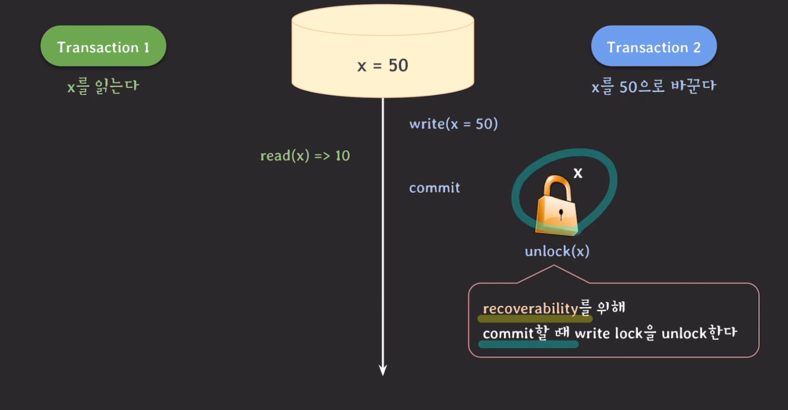 Transaction 1
x를 읽는다
x = 50
Transaction 2
x를 50으로 바꾼다
write(x = 50)
read(x) => 10
commit
x
unlock(x)
recoverability를 위해
commit할 때 write lock을 unlock한다